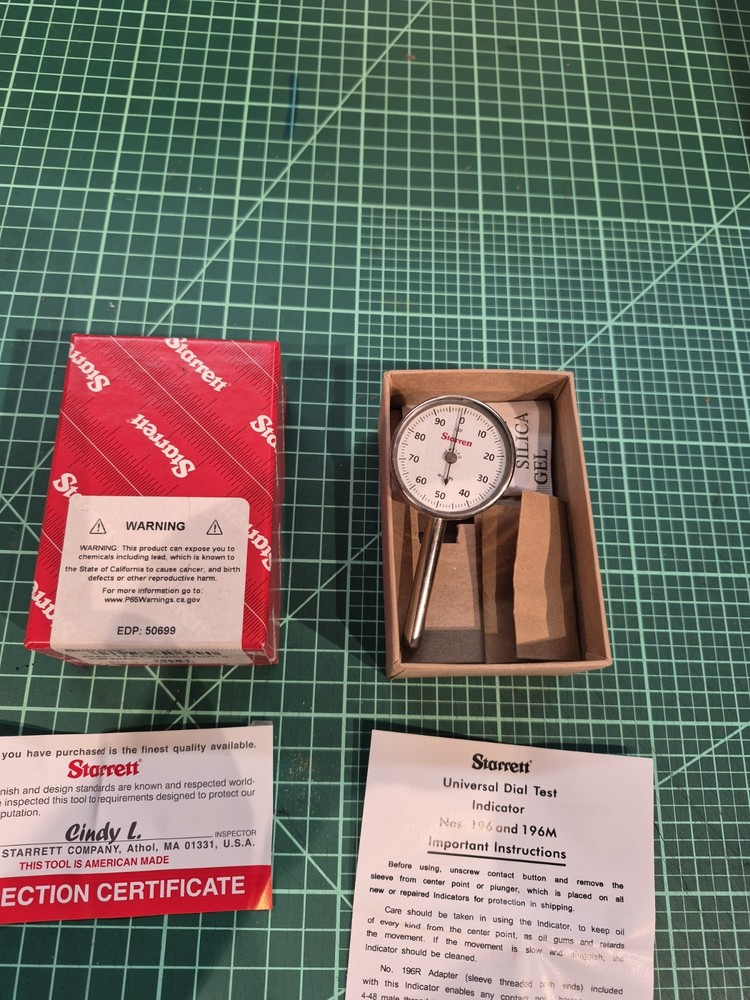 Starrett
Starrett
Starrett
WARNING
WARNING: This product can expose you to
chemicals including lead, which is known to
the State of California to cause cancer, and birth
defects or other reproductive harm.
For more information go to:
www.P65Warnings.ca.gov
EDP: 50699
0
10
20
30
40
50
60
70
80
90
Starrett
SILICA
GEL
you have purchased is the finest quality available.
Starrett
nish and design standards are known and respected world-
inspected this tool to requirements designed to protect our
putation.
Cindy L. INSPECTOR
STARRETT COMPANY, Athol, MA 01331, U.S.A.
THIS TOOL IS AMERICAN MADE
ECTION CERTIFICATE
Starrett
Universal Dial Test
Indicator
Nos. 196 and 196M
Important Instructions
Before using, unscrew contact button and remove the
sleeve from center point or plunger, which is placed on all
new or repaired Indicators for protection in shipping.
Care should be taken in using the Indicator, to keep oil
of every kind from the center point, as oil gums and retards
the movement. If the movement is slow and sluggish, the
Indicator should be cleaned.
No. 196R Adapter (sleeve threaded both ends) included
with this Indicator enables any contact
4-48 male